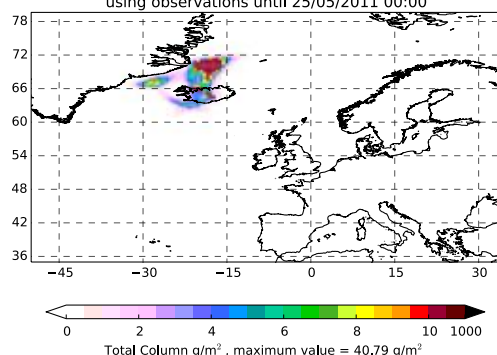 using observations until 25/05/2011 00:00
78
72
66
60
54
48
42
36
−45 −30 −15 0 15 30
0 2 4 6 8 10 1000
Total Column g/m² , maximum value = 40.79 g/m²